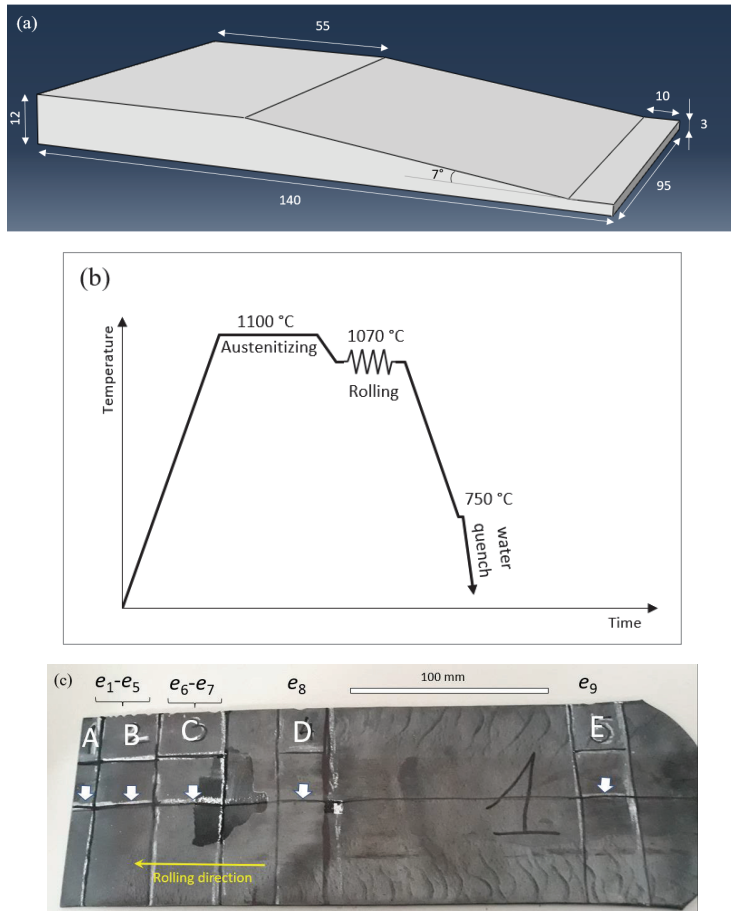 (a)
55
10
12
3
7°
95
140
(b)
1100 °C
Austenitizing
1070 °C
Rolling
Temperature
750 °C
water
quench
Time
(c)
e1-e5
e6-e7
e8
100 mm
e9
A
B
C
D
E
1
Rolling direction